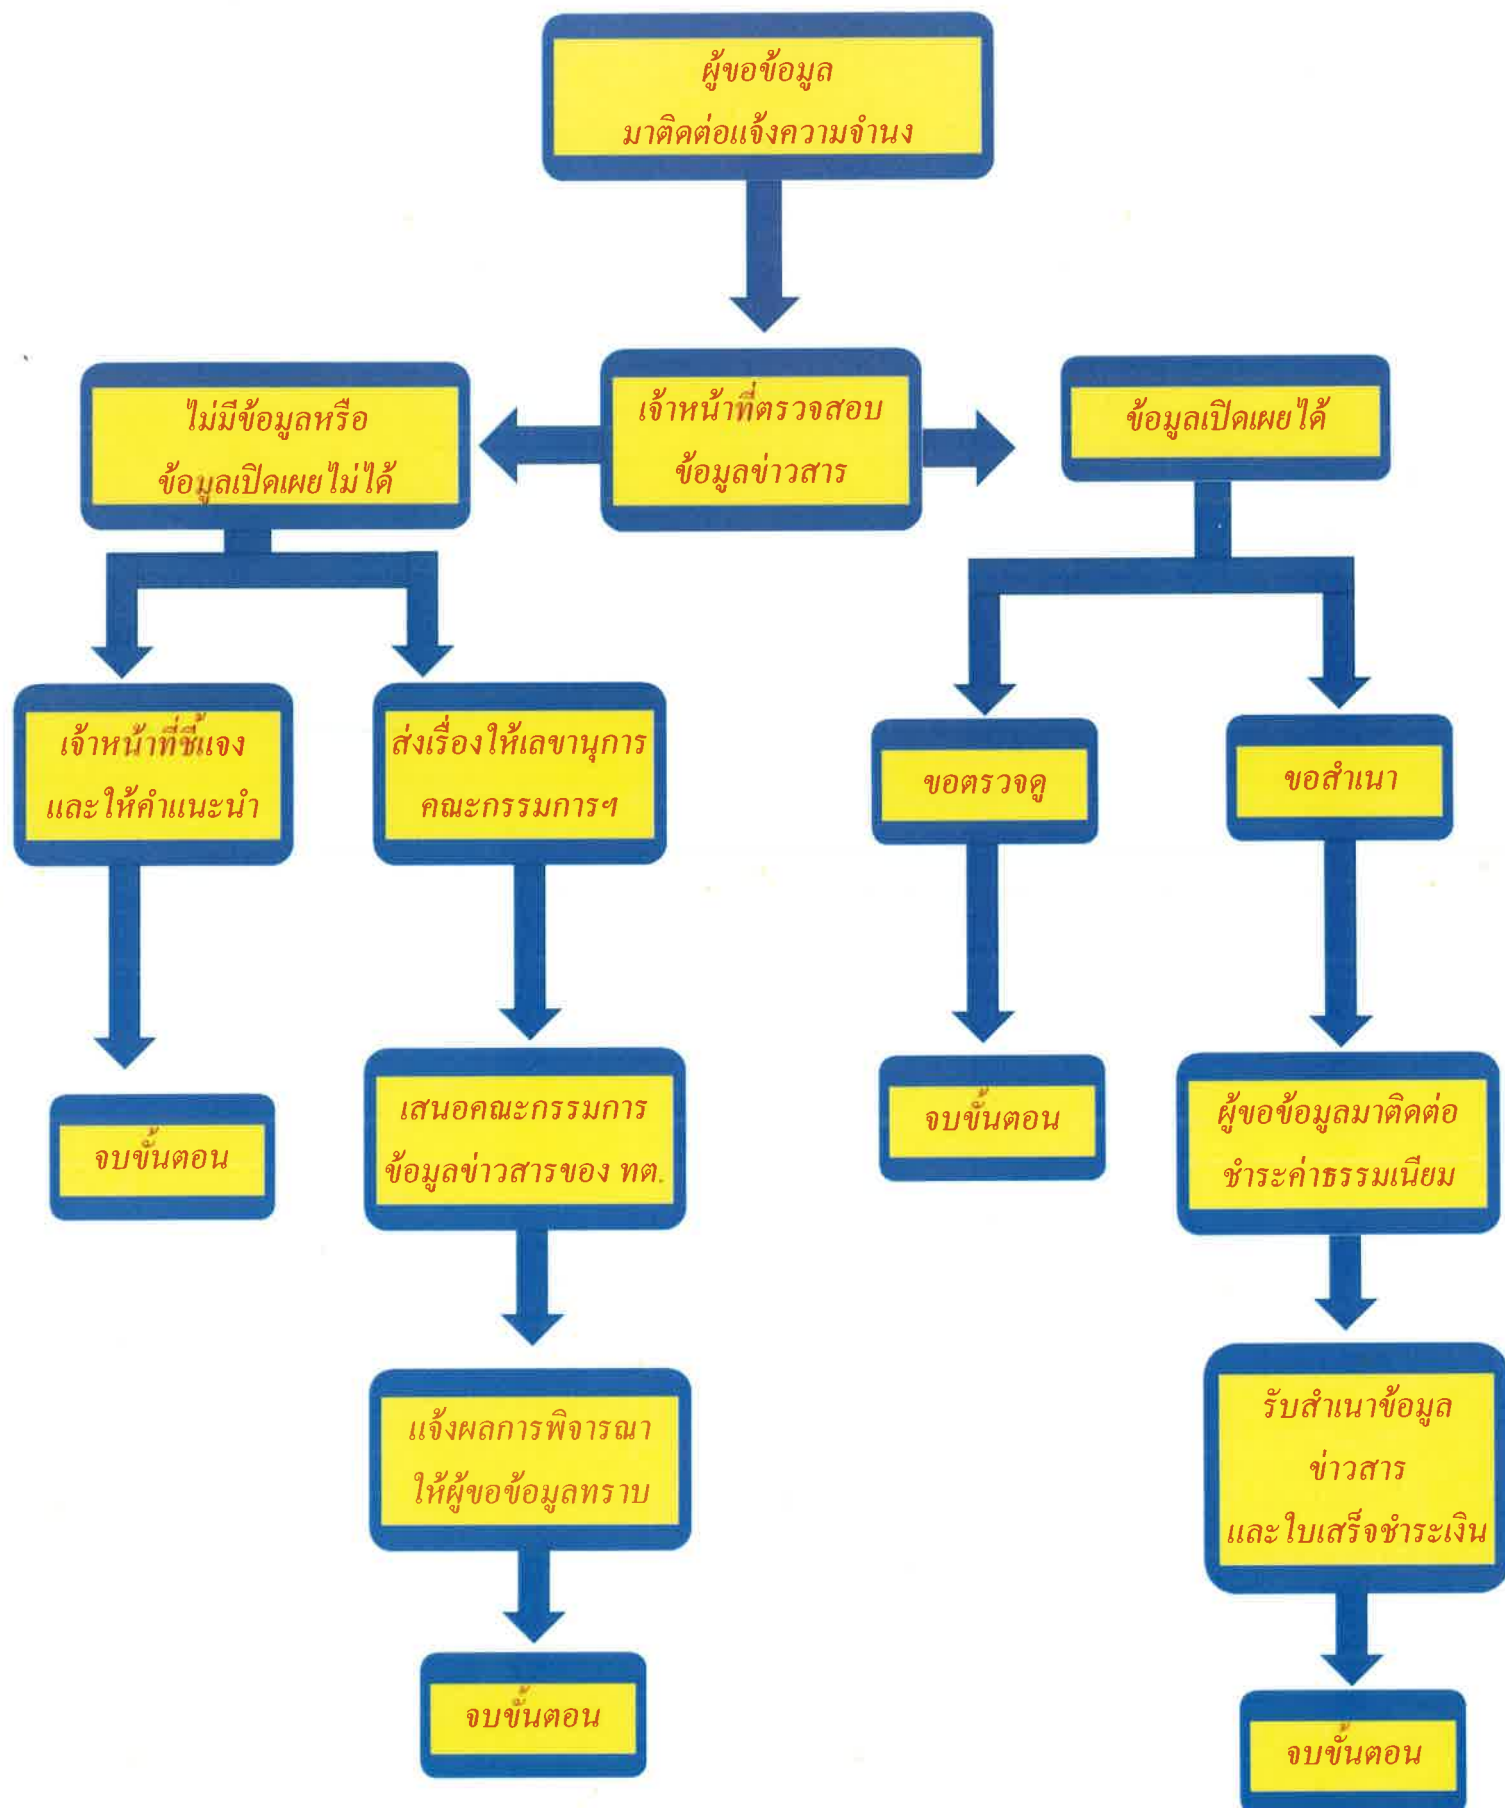 ผู้ขอข้อมูล
มาติดต่อแจ้งความจำนง
ไม่มีข้อมูลหรือ
ข้อมูลเปิดเผยไม่ได้
เจ้าหน้าที่ตรวจสอบ
ข้อมูลข่าวสาร
ข้อมูลเปิดเผยได้
เจ้าหน้าที่ชี้แจง
และให้คำแนะนำ
ส่งเรื่องให้เลขานุการ
คณะกรรมการฯ
ขอตรวจดู
ขอสำเนา
จบขั้นตอน
เสนอคณะกรรมการ
ข้อมูลข่าวสารของ ทต.
จบขั้นตอน
ผู้ขอข้อมูลมาติดต่อ
ชำระค่าธรรมเนียม
แจ้งผลการพิจารณา
ให้ผู้ขอข้อมูลทราบ
รับสำเนาข้อมูล
ข่าวสาร
และใบเสร็จชำระเงิน
จบขั้นตอน
จบขั้นตอน